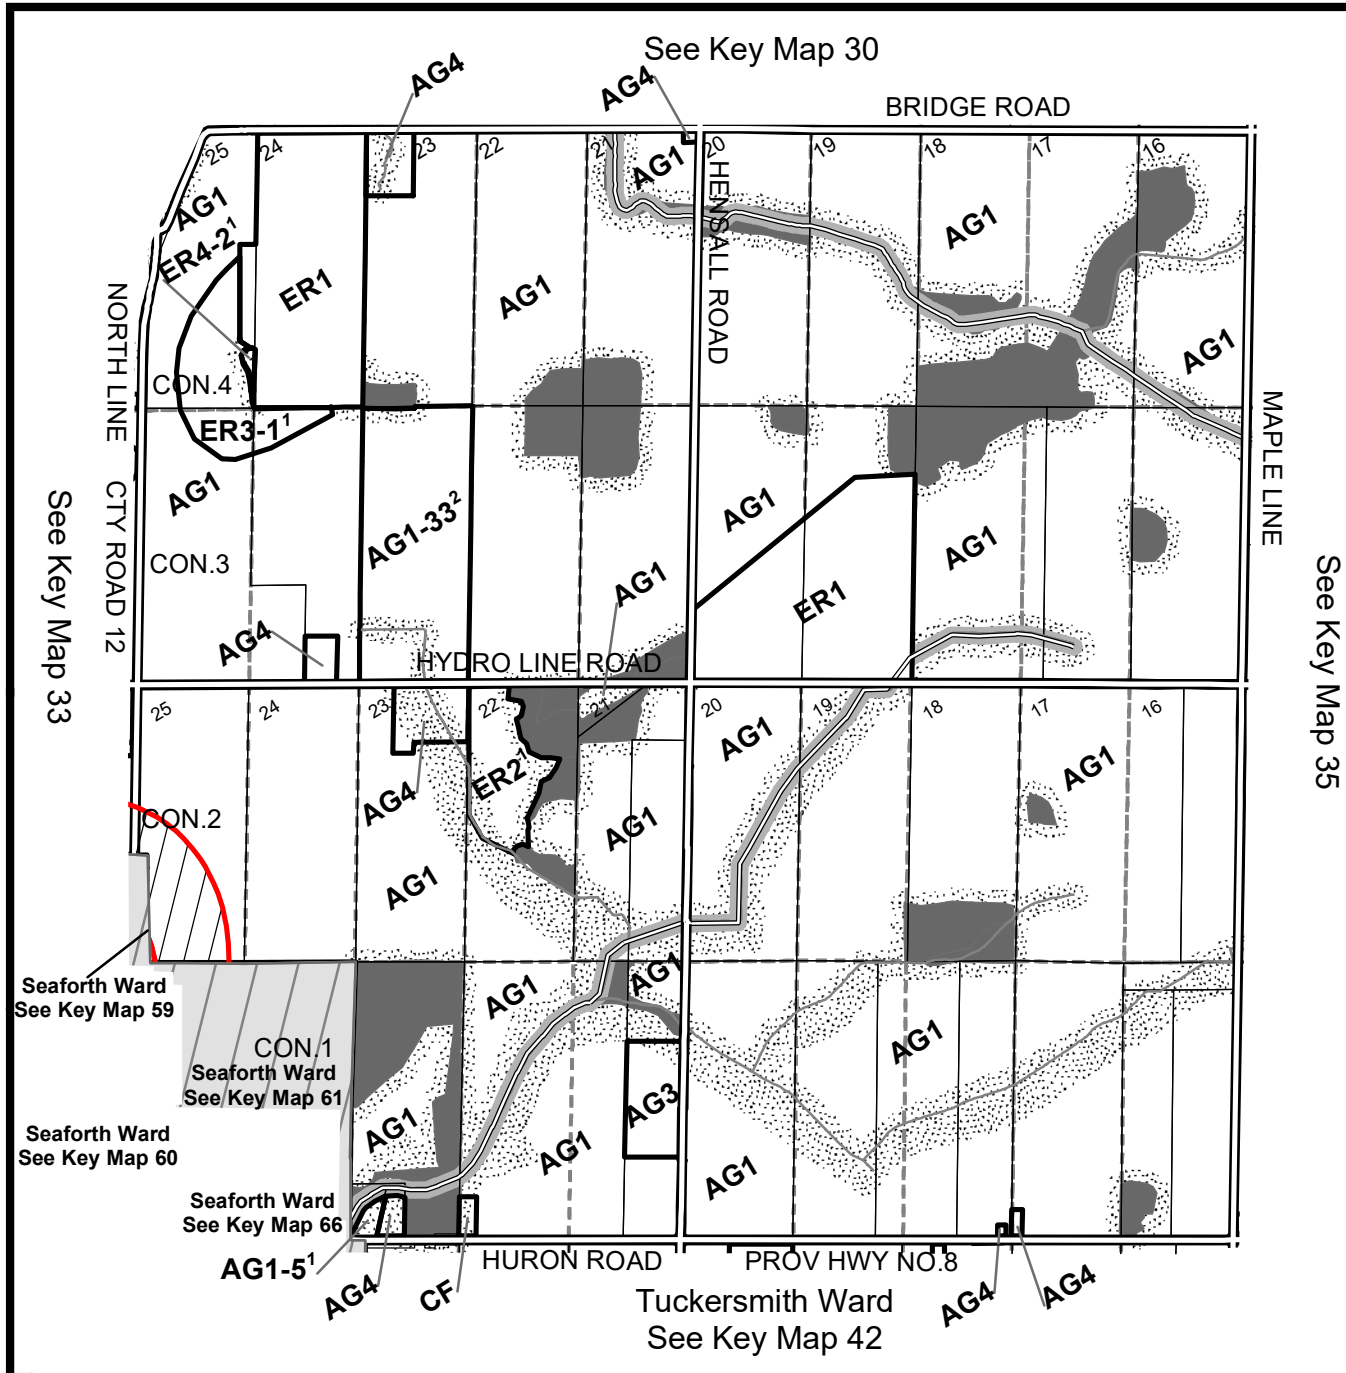 See Key Map 30
AG4
AG4
BRIDGE ROAD
25
24
23
22
21
20
19
18
17
16
AG1
AG1
AG1
ER4-2¹
ER1
AG1
HENSALL ROAD
AG1
NORTH LINE CTY ROAD 12
MAPLE LINE
CON.4
ER3-1¹
AG1
AG1-33²
AG1
AG1
See Key Map 33
See Key Map 35
CON.3
AG1
ER1
AG4
HYDRO LINE ROAD
25
24
23
22
21
20
19
18
17
16
AG1
AG1
ER2¹
AG4
CON.2
AG1
AG1
Seaforth Ward
See Key Map 59
AG1
AG1
CON.1
AG1
Seaforth Ward
See Key Map 61
AG3
AG1
Seaforth Ward
See Key Map 60
AG1
AG1
Seaforth Ward
See Key Map 66
AG1-5¹
AG4
CF
HURON ROAD
PROV HWY NO.8
AG4
AG4
Tuckersmith Ward
See Key Map 42